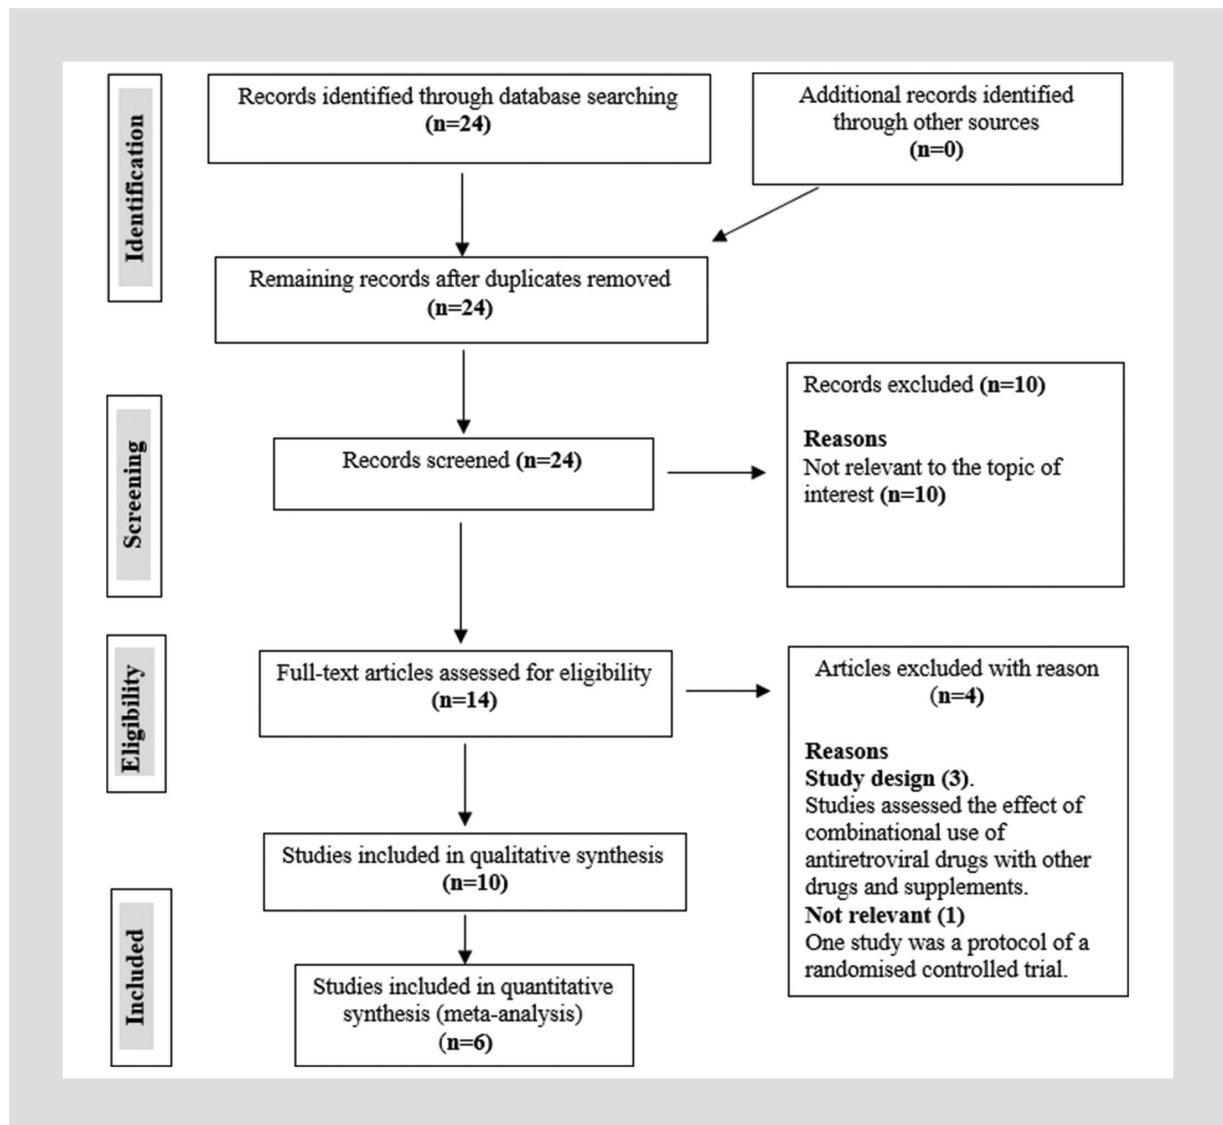 Identification
Records identified through database searching
(n=24)
Additional records identified
through other sources
(n=0)
Remaining records after duplicates removed
(n=24)
Screening
Records screened (n=24)
Records excluded (n=10)
Reasons
Not relevant to the topic of
interest (n=10)
Eligibility
Full-text articles assessed for eligibility
(n=14)
Articles excluded with reason
(n=4)
Reasons
Study design (3).
Studies assessed the effect of
combinational use of
antiretroviral drugs with other
drugs and supplements.
Not relevant (1)
One study was a protocol of a
randomised controlled trial.
Studies included in qualitative synthesis
(n=10)
Included
Studies included in quantitative
synthesis (meta-analysis)
(n=6)